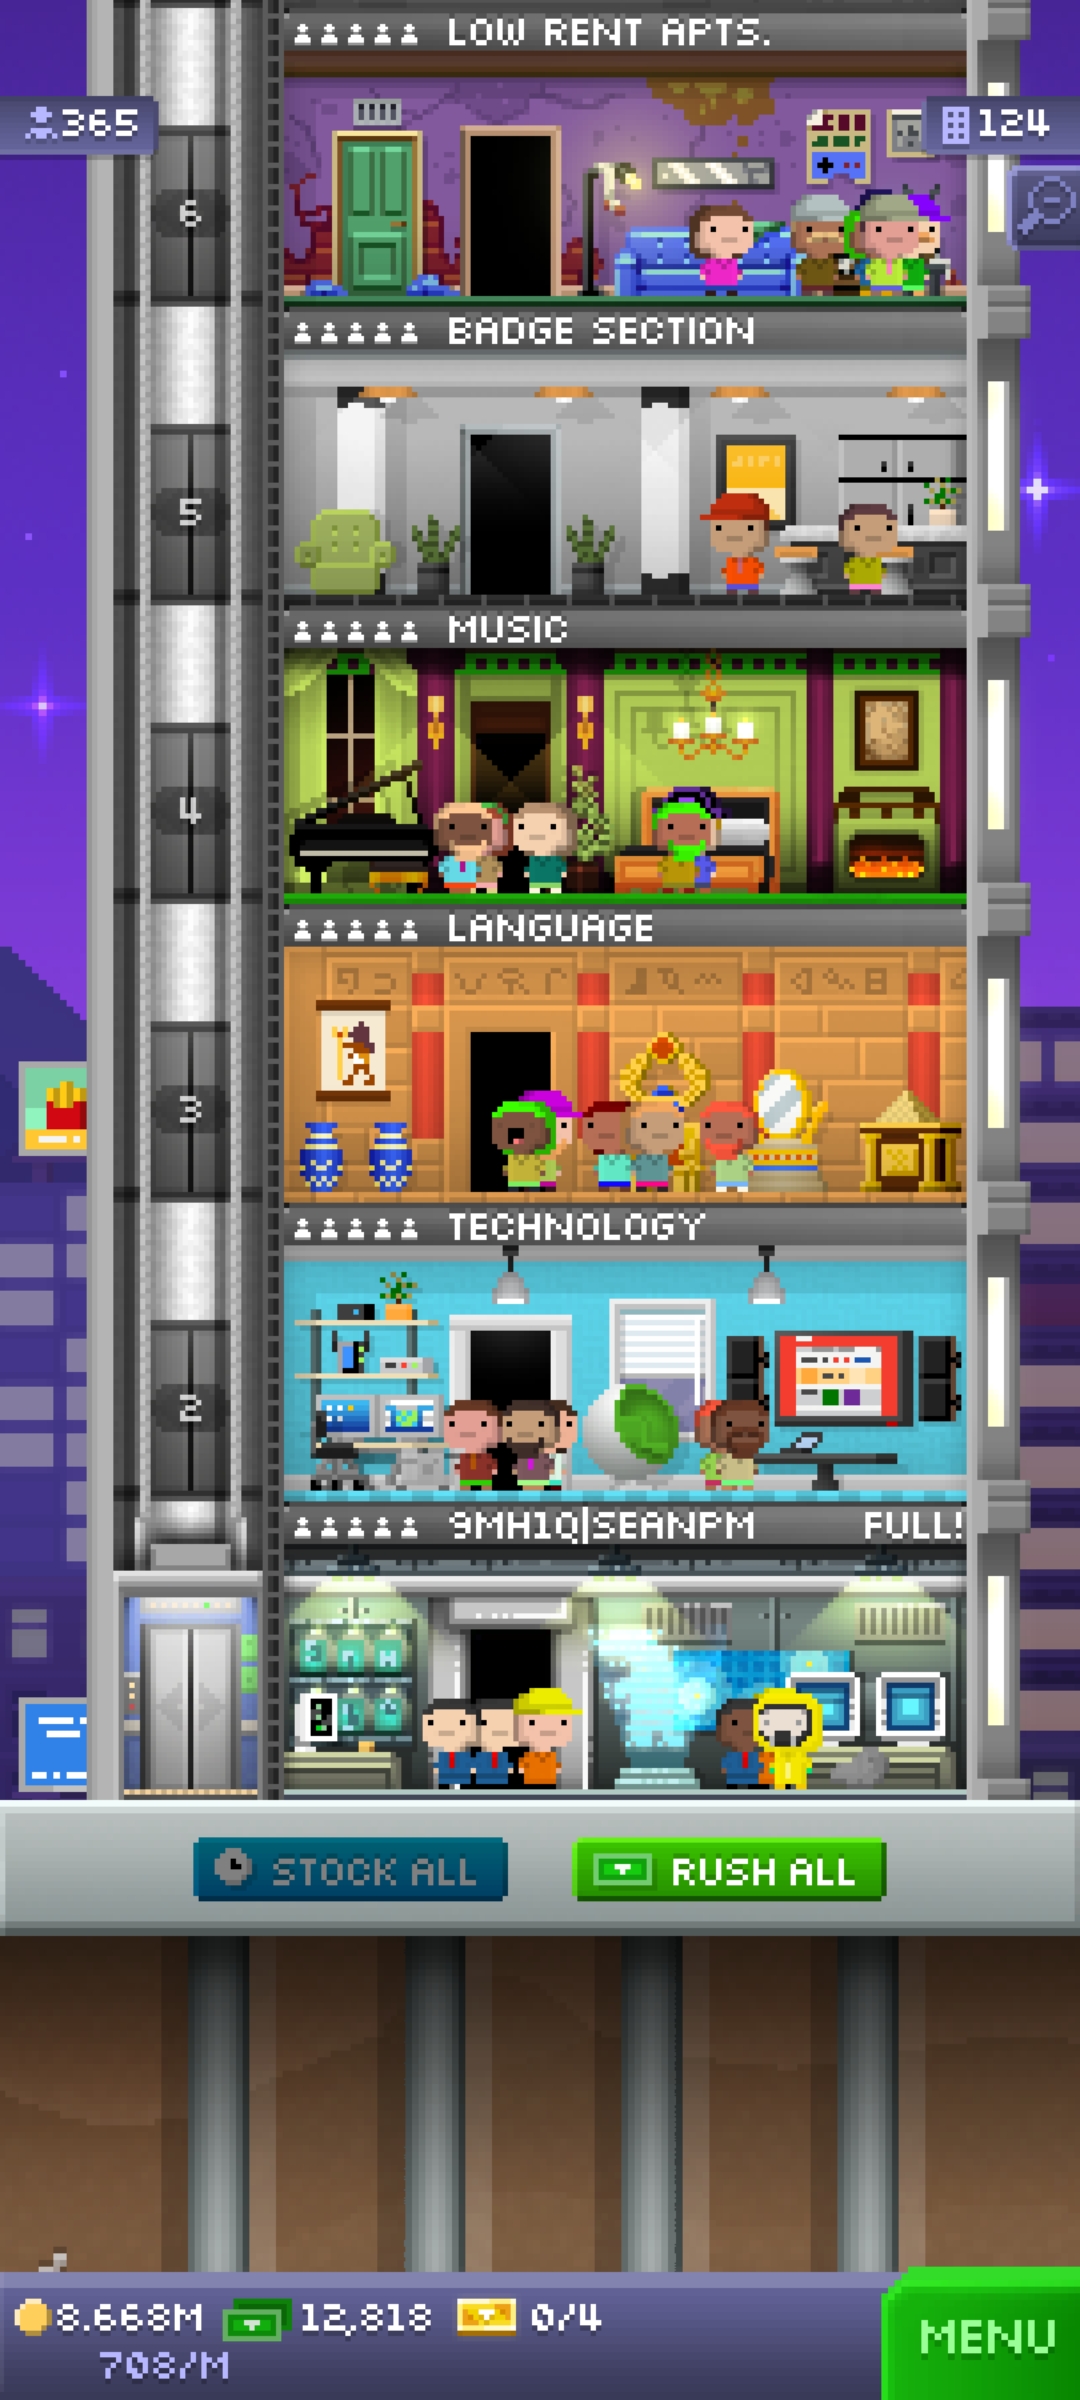 LOW RENT APTS.
365
124
6
BADGE SECTION
5
MUSIC
4
LANGUAGE
3
TECHNOLOGY
2
9MH1Q|SEANPM FULL!
STOCK ALL
RUSH ALL
8.668M 12,818 0/4
708/M
MENU